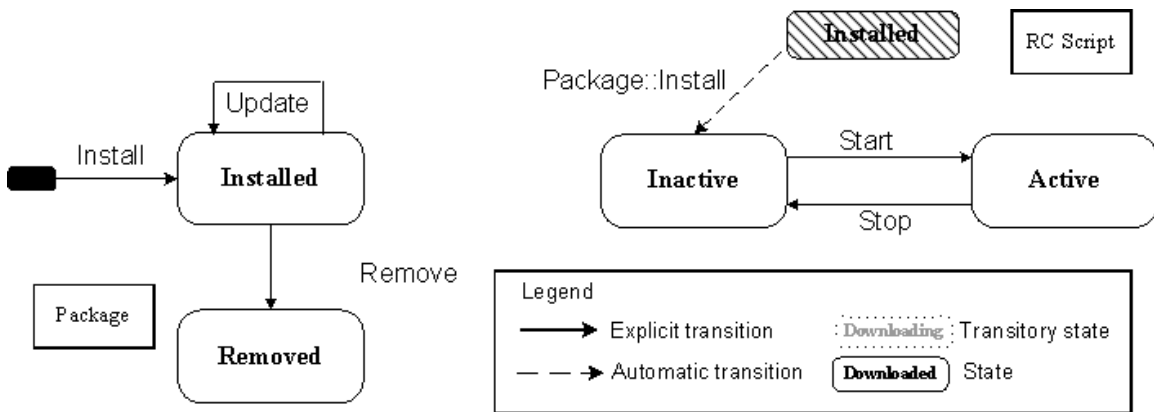 Update
Install
Installed
Remove
Package
Removed
Installed
RC Script
Package::Install
Inactive
Start
Active
Stop
Legend
Explicit transition
Downloading
Transitory state
Automatic transition
Downloaded
State